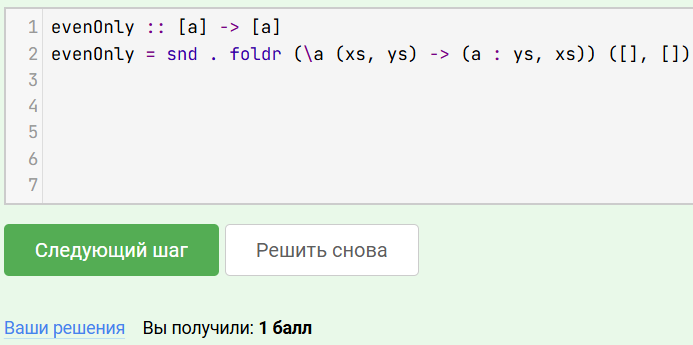 1 evenOnly :: [a] -> [a]
2 evenOnly = snd . foldr (\a (xs, ys) -> (a : ys, xs)) ([], [])
3
4
5
6
7
Следующий шаг Решить снова
Ваши решения Вы получили: 1 балл